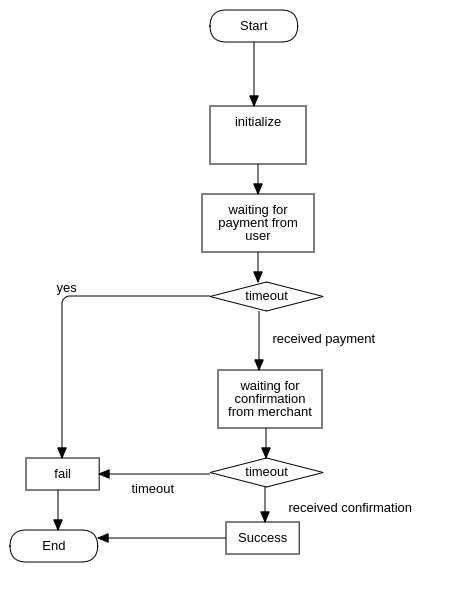 Start
initialize
waiting for
payment from
user
yes
timeout
received payment
waiting for
confirmation
from merchant
fail
timeout
timeout
received confirmation
Success
End